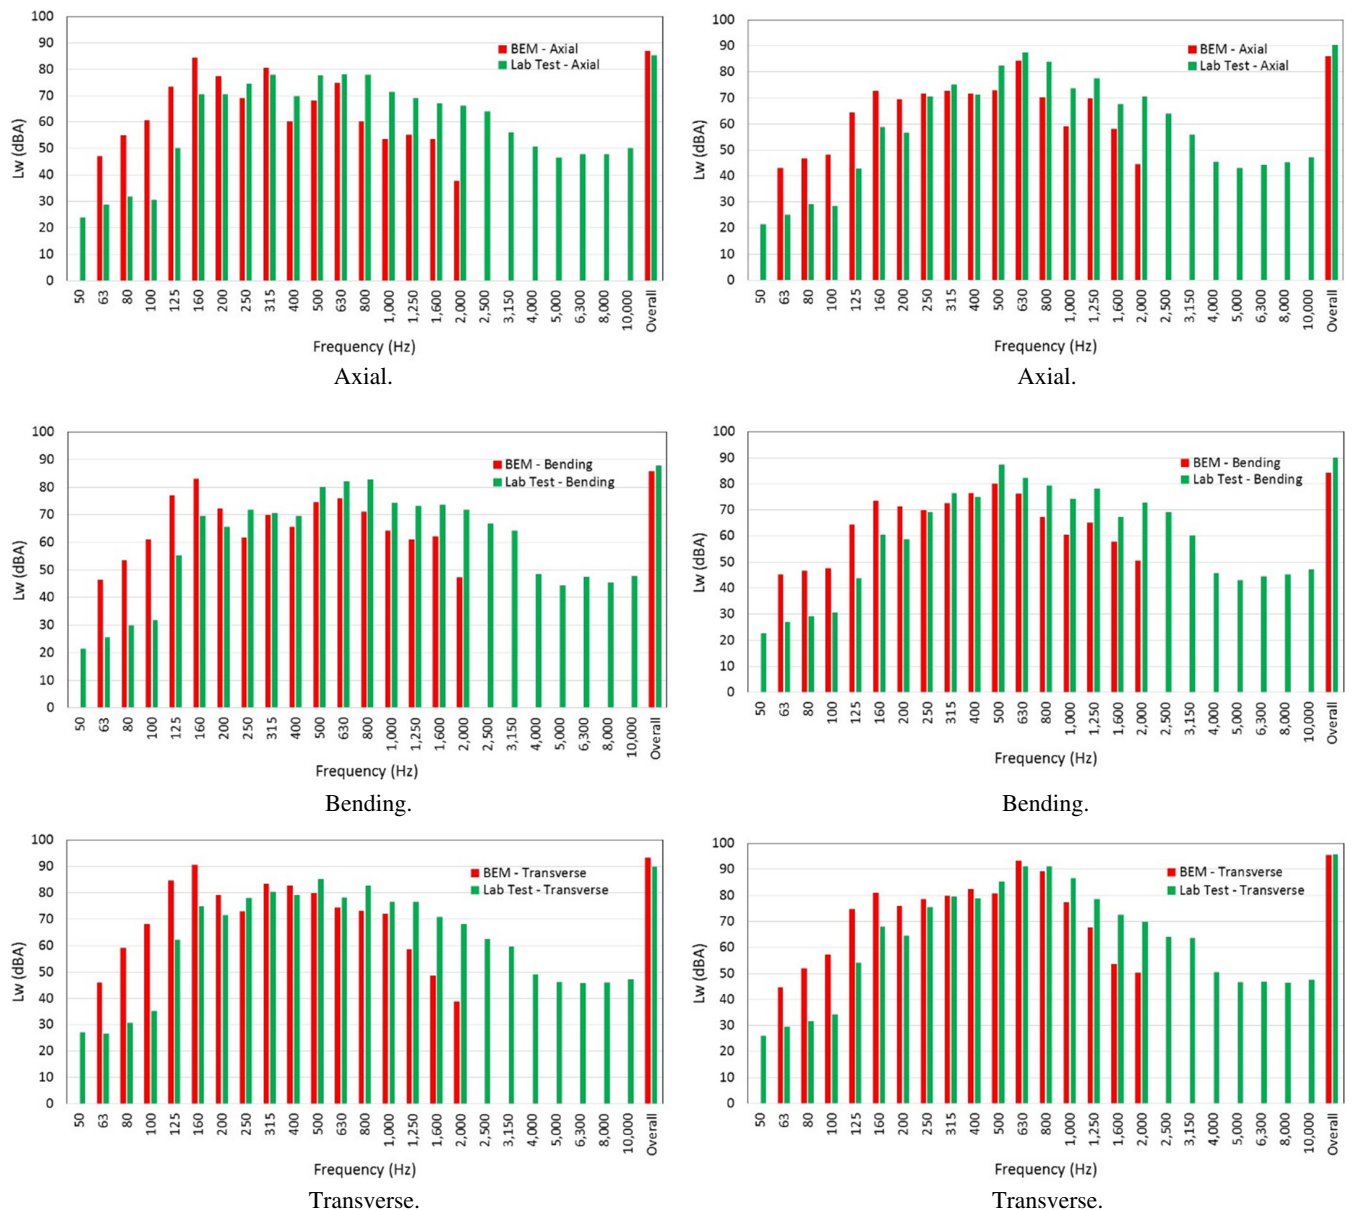 100
90
80
70
60
50
40
30
20
10
0
Lw (dBA)
BEM - Axial
Lab Test - Axial
50 63 80 100 125 160 200 250 315 400 500 630 800 1,000 1,250 1,600 2,000 2,500 3,150 4,000 5,000 6,300 8,000 10,000 Overall
Frequency (Hz)
Axial.
100
90
80
70
60
50
40
30
20
10
0
Lw (dBA)
BEM - Axial
Lab Test - Axial
50 63 80 100 125 160 200 250 315 400 500 630 800 1,000 1,250 1,600 2,000 2,500 3,150 4,000 5,000 6,300 8,000 10,000 Overall
Frequency (Hz)
Axial.
100
90
80
70
60
50
40
30
20
10
0
Lw (dBA)
BEM - Bending
Lab Test - Bending
50 63 80 100 125 160 200 250 315 400 500 630 800 1,000 1,250 1,600 2,000 2,500 3,150 4,000 5,000 6,300 8,000 10,000 Overall
Frequency (Hz)
Bending.
100
90
80
70
60
50
40
30
20
10
0
Lw (dBA)
BEM - Bending
Lab Test - Bending
50 63 80 100 125 160 200 250 315 400 500 630 800 1,000 1,250 1,600 2,000 2,500 3,150 4,000 5,000 6,300 8,000 10,000 Overall
Frequency (Hz)
Bending.
100
90
80
70
60
50
40
30
20
10
0
Lw (dBA)
BEM - Transverse
Lab Test - Transverse
50 63 80 100 125 160 200 250 315 400 500 630 800 1,000 1,250 1,600 2,000 2,500 3,150 4,000 5,000 6,300 8,000 10,000 Overall
Frequency (Hz)
Transverse.
100
90
80
70
60
50
40
30
20
10
0
Lw (dBA)
BEM - Transverse
Lab Test - Transverse
50 63 80 100 125 160 200 250 315 400 500 630 800 1,000 1,250 1,600 2,000 2,500 3,150 4,000 5,000 6,300 8,000 10,000 Overall
Frequency (Hz)
Transverse.